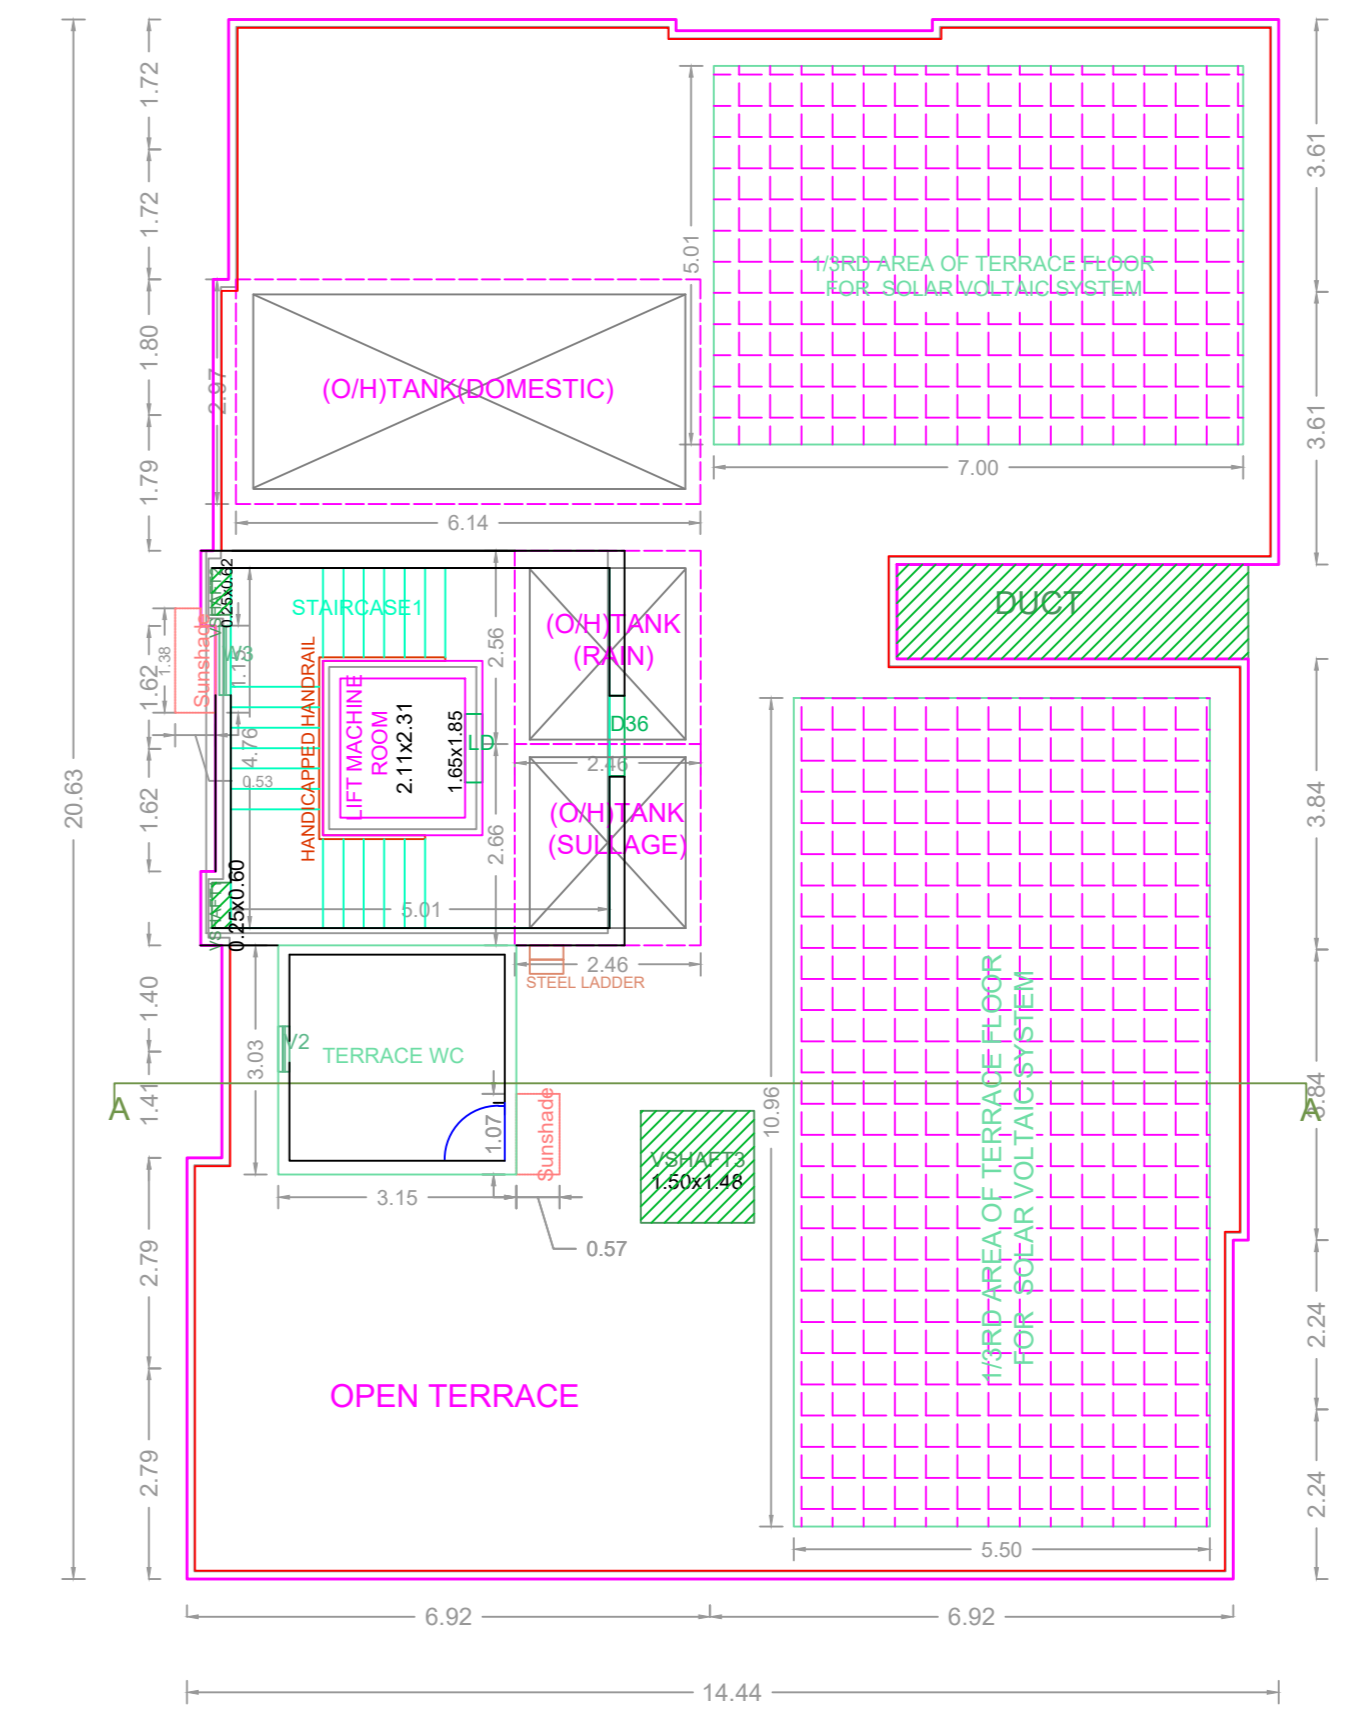 1.72
3.61
1.72
5.01
1/3RD AREA OF TERRACE FLOOR
FOR SOLAR VOLTAIC SYSTEM
1.80
2.97
(O/H)TANK(DOMESTIC)
3.61
1.79
7.00
6.14
0.25x0.62
STAIRCASE1
DUCT
(O/H)TANK
(RAIN)
2.56
Sunshade
1.38
1.62
HANDICAPPED HANDRAIL
LIFT MACHINE
ROOM
2.11x2.31
1.65x1.85
LD
D36
4.76
0.53
2.46
20.63
1.62
3.84
(O/H)TANK
(SULLAGE)
2.66
0.25x0.60
5.01
2.46
STEEL LADDER
1.40
3.03
V2
TERRACE WC
1.41
A
A
1.07
Sunshade
10.96
VSHAFT3
1.50x1.48
1/3RD AREA OF TERRACE FLOOR
FOR SOLAR VOLTAIC SYSTEM
3.84
3.15
0.57
2.79
2.24
OPEN TERRACE
2.79
2.24
5.50
6.92
6.92
14.44